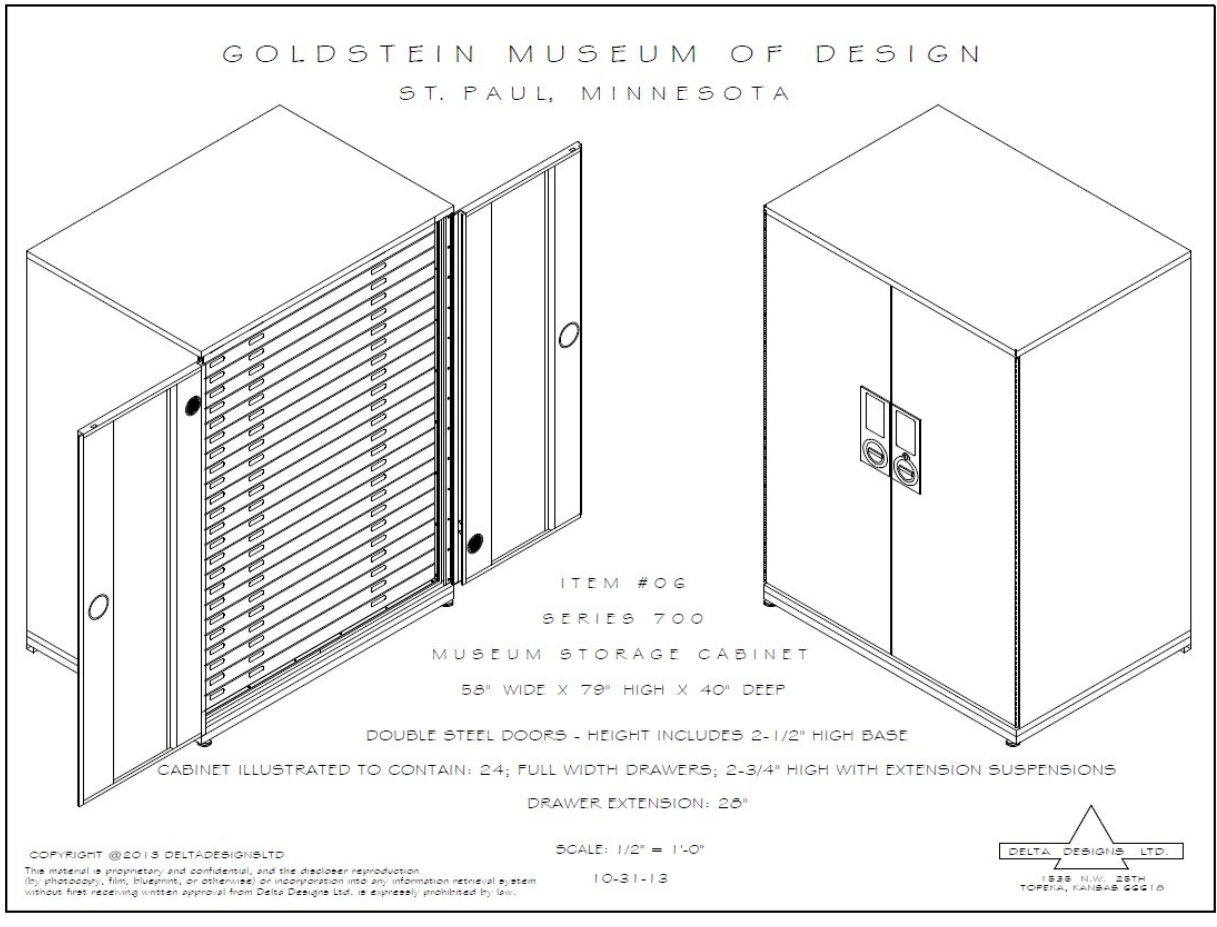 GOLDSTEIN MUSEUM OF DESIGN
ST. PAUL, MINNESOTA
ITEM #06
SERIES 700
MUSEUM STORAGE CABINET
58" WIDE X 79" HIGH X 40" DEEP
DOUBLE STEEL DOORS - HEIGHT INCLUDES 2-1/2" HIGH BASE
CABINET ILLUSTRATED TO CONTAIN: 24; FULL WIDTH DRAWERS; 2-3/4" HIGH WITH EXTENSION SUSPENSIONS
DRAWER EXTENSION: 28"
SCALE: 1/2" = 1'-0"
10-31-13
COPYRIGHT @2013 DELTADESIGNSLTD
This material is proprietary and confidential, and the discloser reproduction
(by photocopy, film, blueprint, or otherwise) or incorporation into any information retrieval system
without first receiving written approval from Delta Designs Ltd. is expressly prohibited by law.
DELTA DESIGNS LTD.
1535 N.W. 25TH
TOPEKA, KANSAS 66618